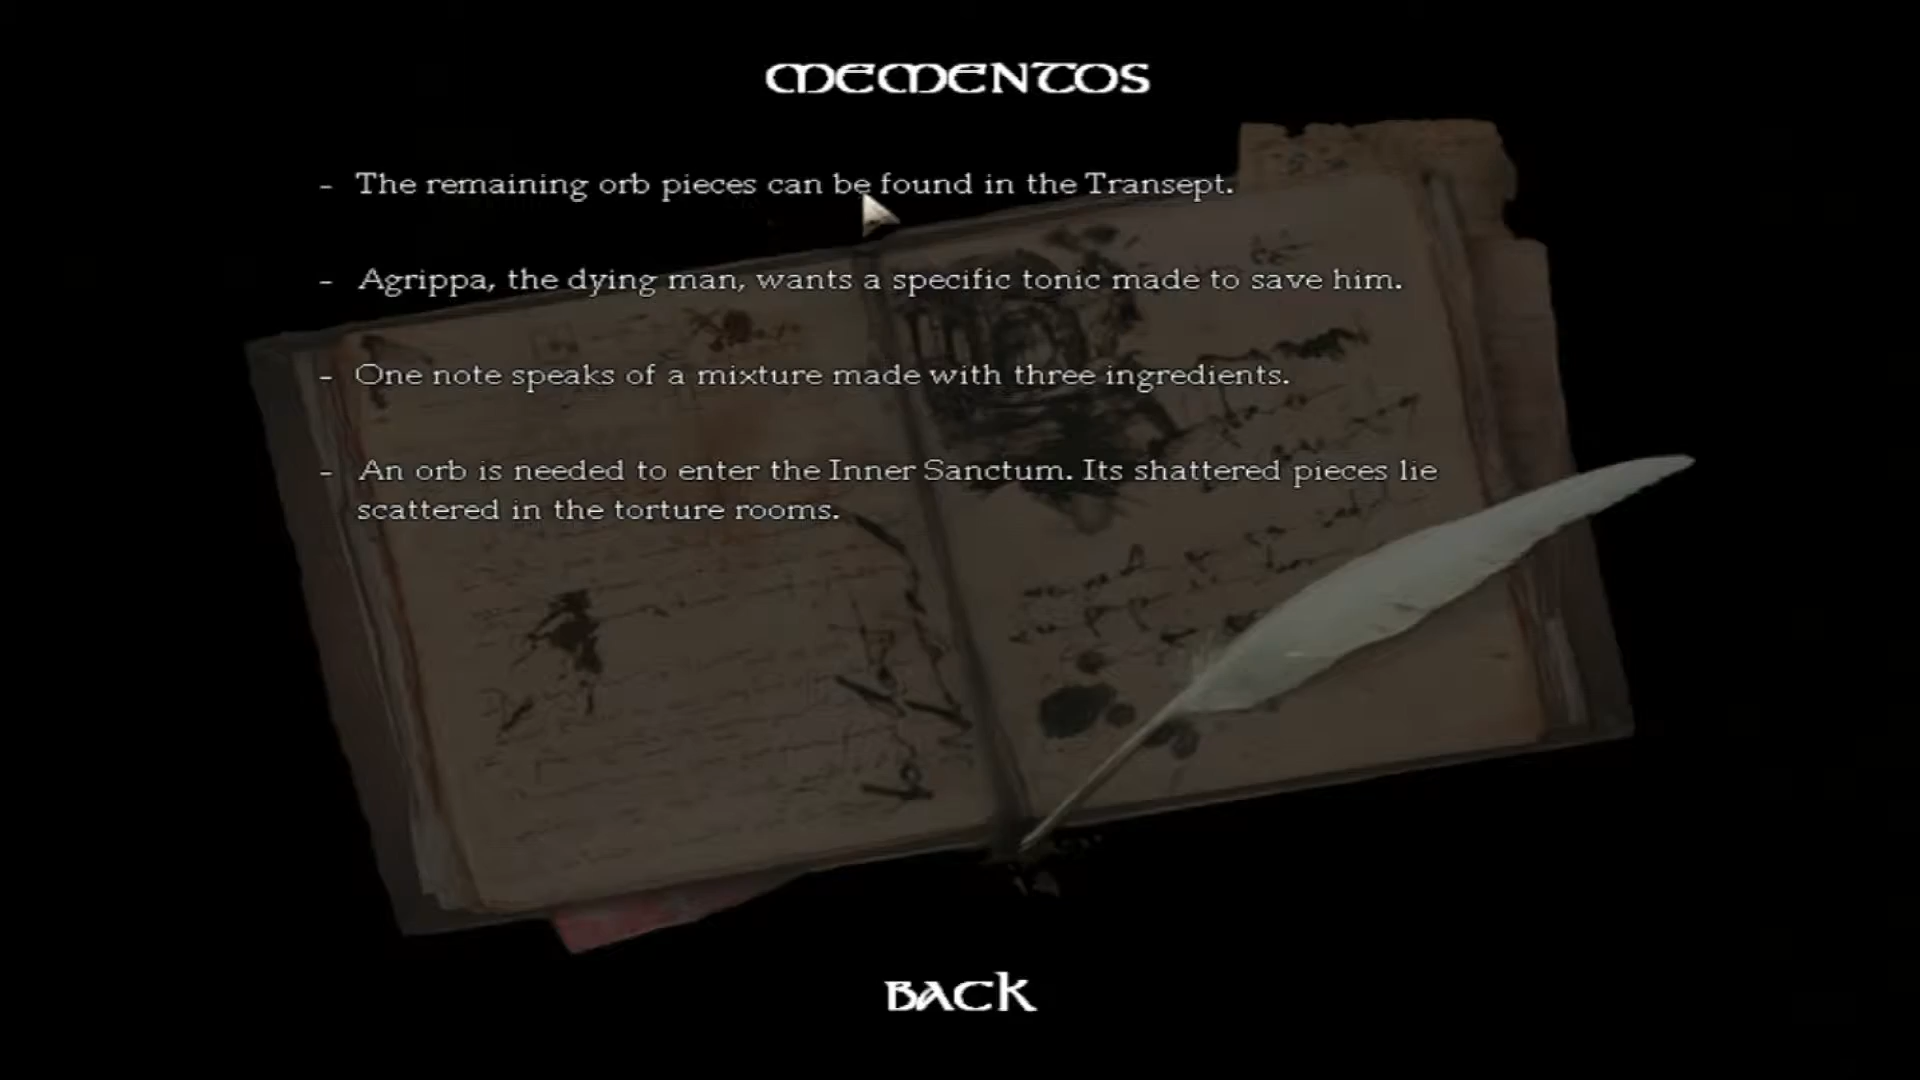 MEMENTOS
- The remaining orb pieces can be found in the Transept.
- Agrippa, the dying man, wants a specific tonic made to save him.
- One note speaks of a mixture made with three ingredients.
- An orb is needed to enter the Inner Sanctum. Its shattered pieces lie
scattered in the torture rooms.
BACK